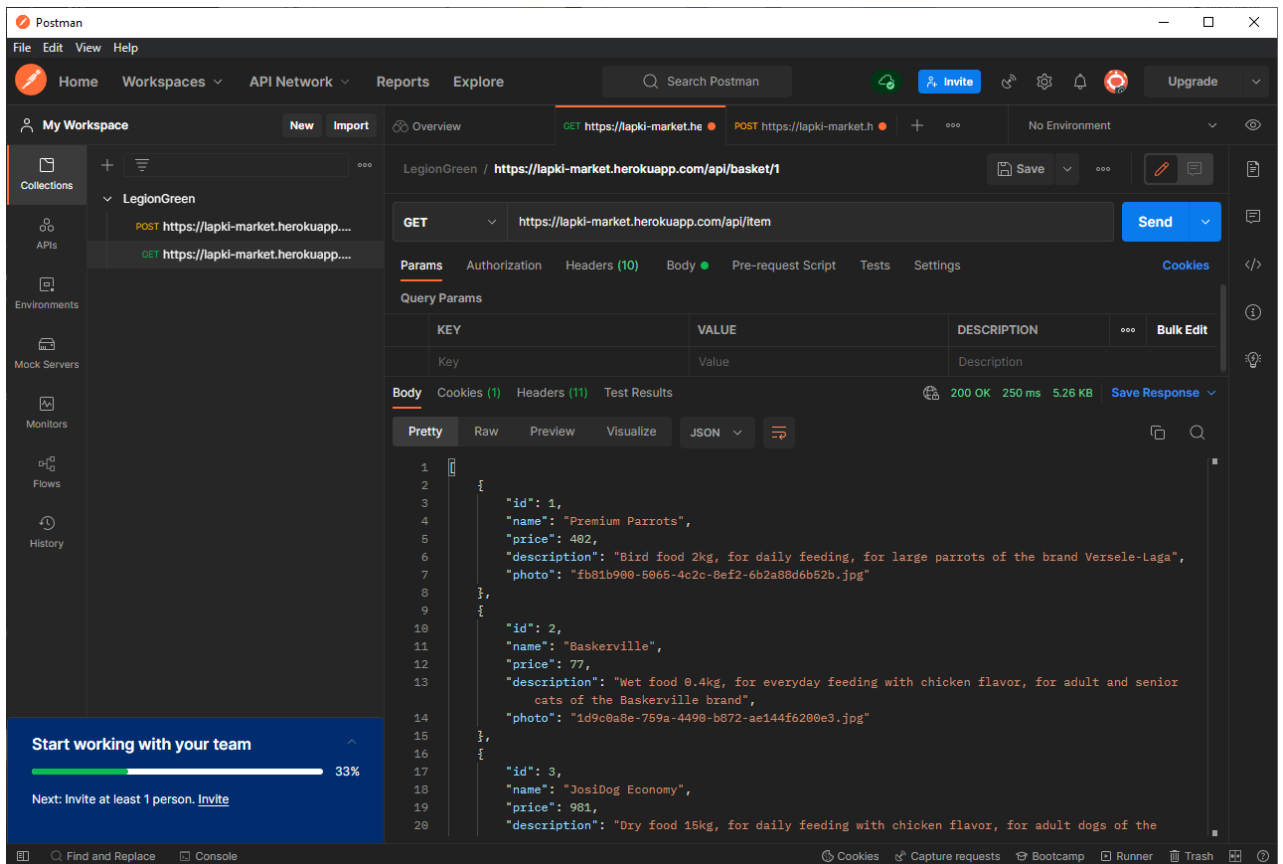 Postman
File Edit View Help
Home Workspaces API Network Reports Explore Search Postman Invite Upgrade
My Workspace New Import
Overview GET https://lapki-market.he POST https://lapki-market.h No Environment
Collections
APIs
Environments
Mock Servers
Monitors
Flows
History
LegionGreen
POST https://lapki-market.herokuapp....
GET https://lapki-market.herokuapp....
LegionGreen / https://lapki-market.herokuapp.com/api/basket/1 Save
GET https://lapki-market.herokuapp.com/api/item Send
Params Authorization Headers (10) Body Pre-request Script Tests Settings Cookies
Query Params
KEY VALUE DESCRIPTION Bulk Edit
Key Value Description
Body Cookies (1) Headers (11) Test Results 200 OK 250 ms 5.26 KB Save Response
Pretty Raw Preview Visualize JSON
1 [
2 {
3 "id": 1,
4 "name": "Premium Parrots",
5 "price": 402,
6 "description": "Bird food 2kg, for daily feeding, for large parrots of the brand Versele-Laga",
7 "photo": "fb81b900-5065-4c2c-8ef2-6b2a88d6b52b.jpg"
8 },
9 {
10 "id": 2,
11 "name": "Baskerville",
12 "price": 77,
13 "description": "Wet food 0.4kg, for everyday feeding with chicken flavor, for adult and senior
cats of the Baskerville brand",
14 "photo": "1d9c0a8e-759a-4490-b872-ae144f6200e3.jpg"
15 },
16 {
17 "id": 3,
18 "name": "JosiDog Economy",
19 "price": 981,
20 "description": "Dry food 15kg, for daily feeding with chicken flavor, for adult dogs of the
Start working with your team
33%
Next: Invite at least 1 person. Invite
Find and Replace Console Cookies Capture requests Bootcamp Runner Trash